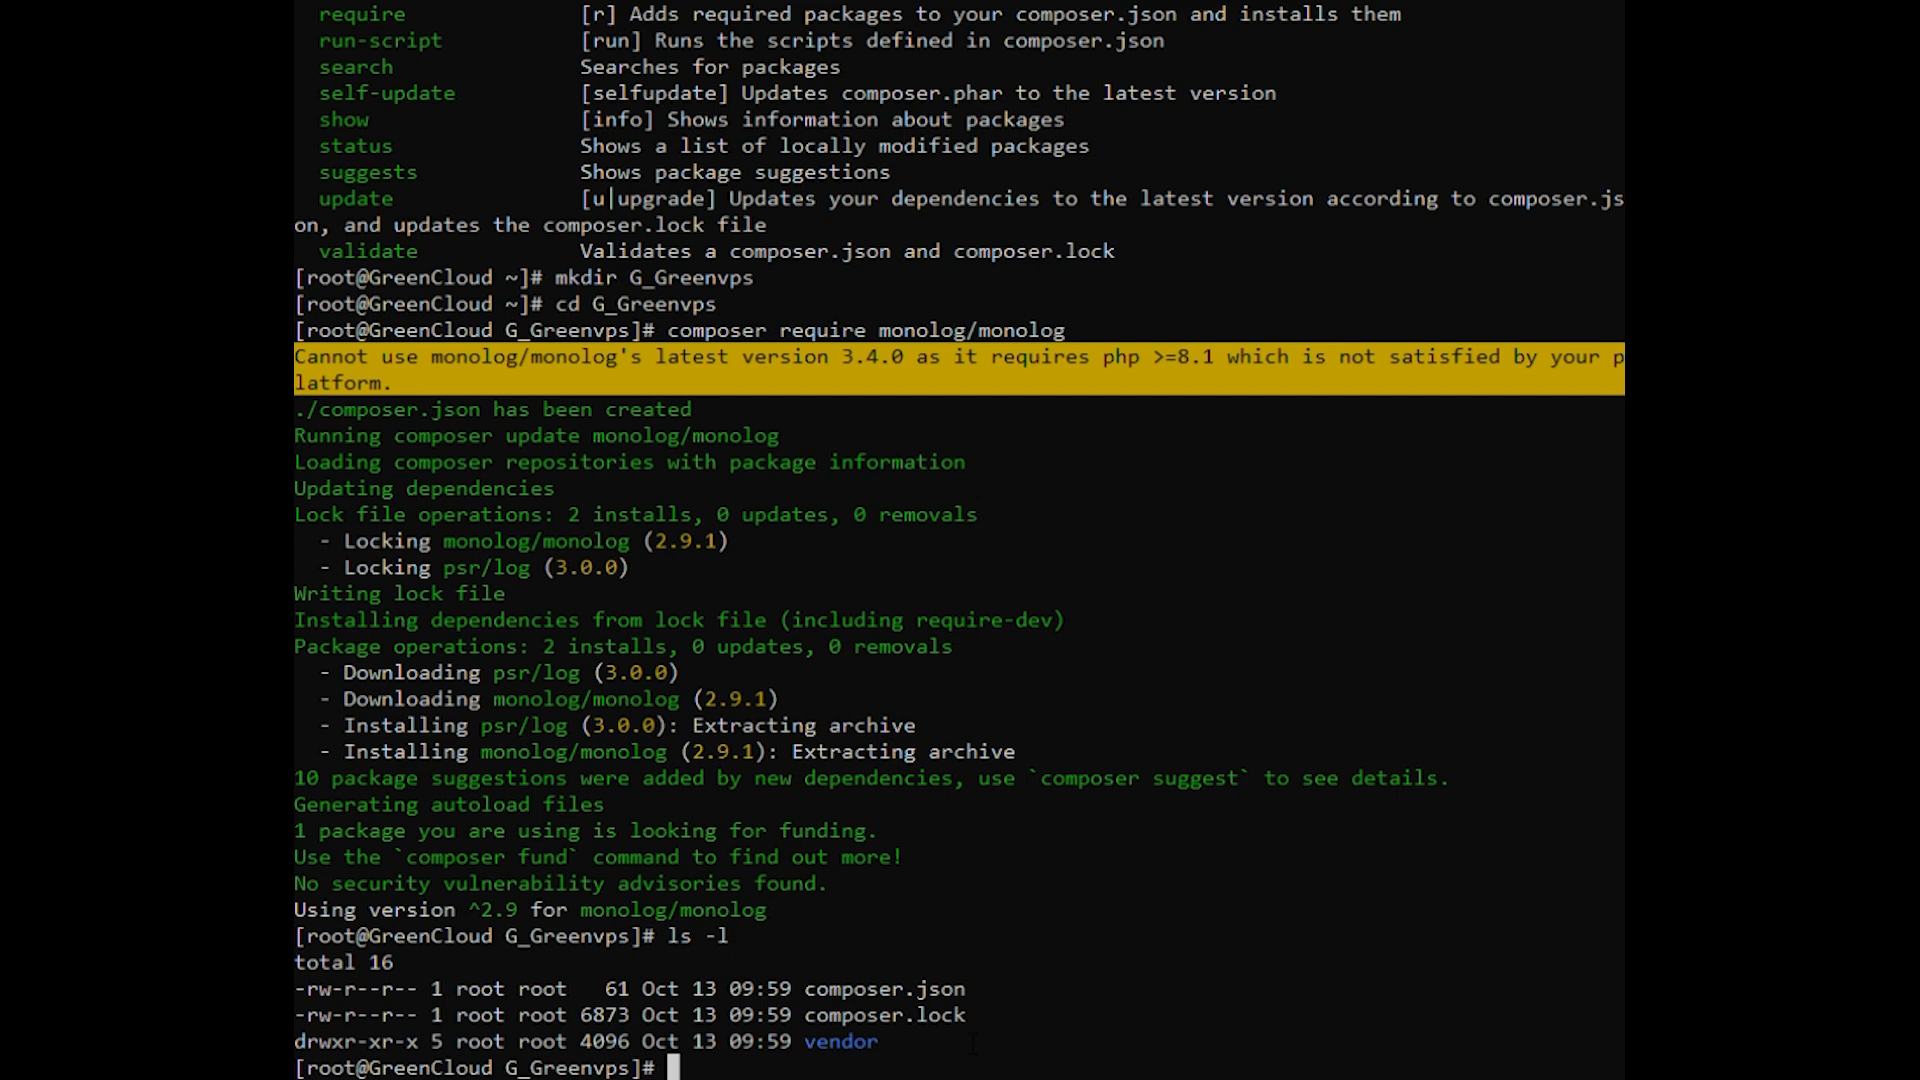 require [r] Adds required packages to your composer.json and installs them
run-script [run] Runs the scripts defined in composer.json
search Searches for packages
self-update [selfupdate] Updates composer.phar to the latest version
show [info] Shows information about packages
status Shows a list of locally modified packages
suggests Shows package suggestions
update [u|upgrade] Updates your dependencies to the latest version according to composer.js
on, and updates the composer.lock file
validate Validates a composer.json and composer.lock
[root@GreenCloud ~]# mkdir G_Greenvps
[root@GreenCloud ~]# cd G_Greenvps
[root@GreenCloud G_Greenvps]# composer require monolog/monolog
Cannot use monolog/monolog's latest version 3.4.0 as it requires php >=8.1 which is not satisfied by your p
latform.
./composer.json has been created
Running composer update monolog/monolog
Loading composer repositories with package information
Updating dependencies
Lock file operations: 2 installs, 0 updates, 0 removals
- Locking monolog/monolog (2.9.1)
- Locking psr/log (3.0.0)
Writing lock file
Installing dependencies from lock file (including require-dev)
Package operations: 2 installs, 0 updates, 0 removals
- Downloading psr/log (3.0.0)
- Downloading monolog/monolog (2.9.1)
- Installing psr/log (3.0.0): Extracting archive
- Installing monolog/monolog (2.9.1): Extracting archive
10 package suggestions were added by new dependencies, use `composer suggest` to see details.
Generating autoload files
1 package you are using is looking for funding.
Use the `composer fund` command to find out more!
No security vulnerability advisories found.
Using version ^2.9 for monolog/monolog
[root@GreenCloud G_Greenvps]# ls -l
total 16
-rw-r--r-- 1 root root 61 Oct 13 09:59 composer.json
-rw-r--r-- 1 root root 6873 Oct 13 09:59 composer.lock
drwxr-xr-x 5 root root 4096 Oct 13 09:59 vendor
[root@GreenCloud G_Greenvps]#